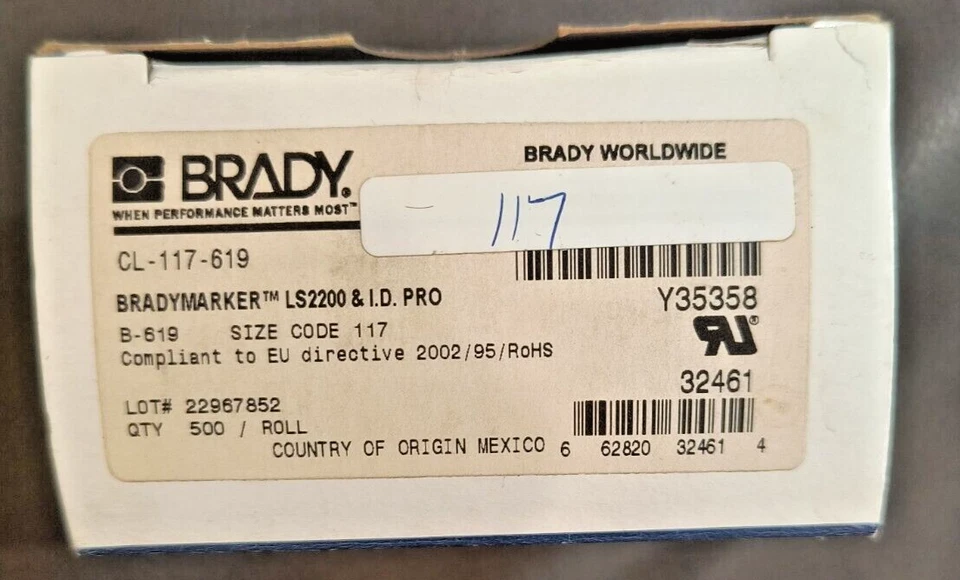 BRADY®
WHEN PERFORMANCE MATTERS MOST™
BRADY WORLDWIDE
117
CL-117-619
BRADYMARKER™ LS2200 & I.D. PRO
Y35358
B-619 SIZE CODE 117
Compliant to EU directive 2002/95/RoHS
RU®
32461
LOT# 22967852
QTY 500 / ROLL
COUNTRY OF ORIGIN MEXICO
6 62820 32461 4